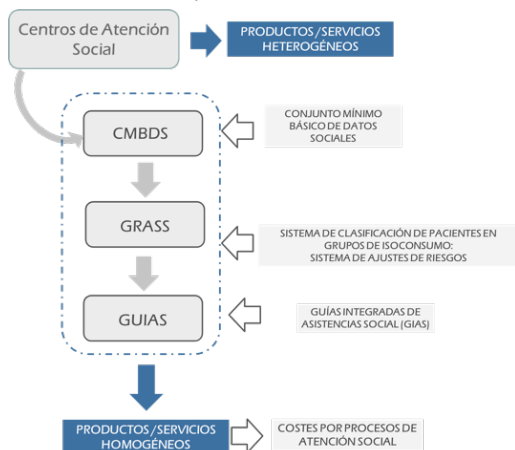 Centros de Atención
Social
PRODUCTOS/SERVICIOS
HETEROGÉNEOS
CMBDS
CONJUNTO MÍNIMO
BÁSICO DE DATOS
SOCIALES
GRASS
SISTEMA DE CLASIFICACIÓN DE PACIENTES EN
GRUPOS DE ISOCONSUMO:
SISTEMA DE AJUSTES DE RIESGOS
GUIAS
GUÍAS INTEGRADAS DE
ASISTENCIAS SOCIAL (GIAS)
PRODUCTOS/SERVICIOS
HOMOGÉNEOS
COSTES POR PROCESOS DE
ATENCIÓN SOCIAL